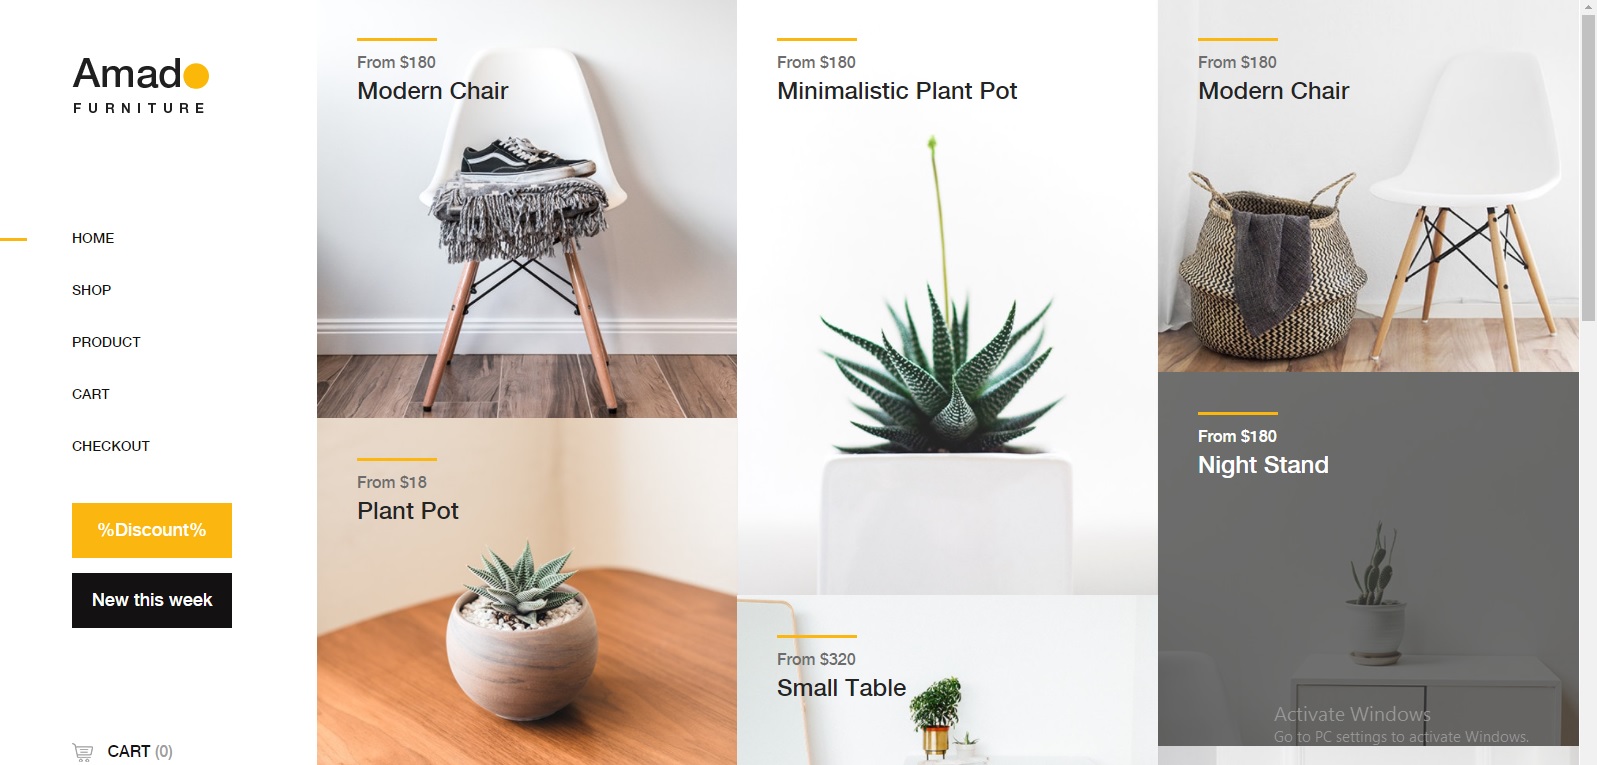 Amado
FURNITURE
HOME
SHOP
PRODUCT
CART
CHECKOUT
%Discount%
New this week
CART (0)
From $180
Modern Chair
From $18
Plant Pot
From $180
Minimalistic Plant Pot
From $320
Small Table
From $180
Modern Chair
From $180
Night Stand
Activate Windows
Go to PC settings to activate Windows.